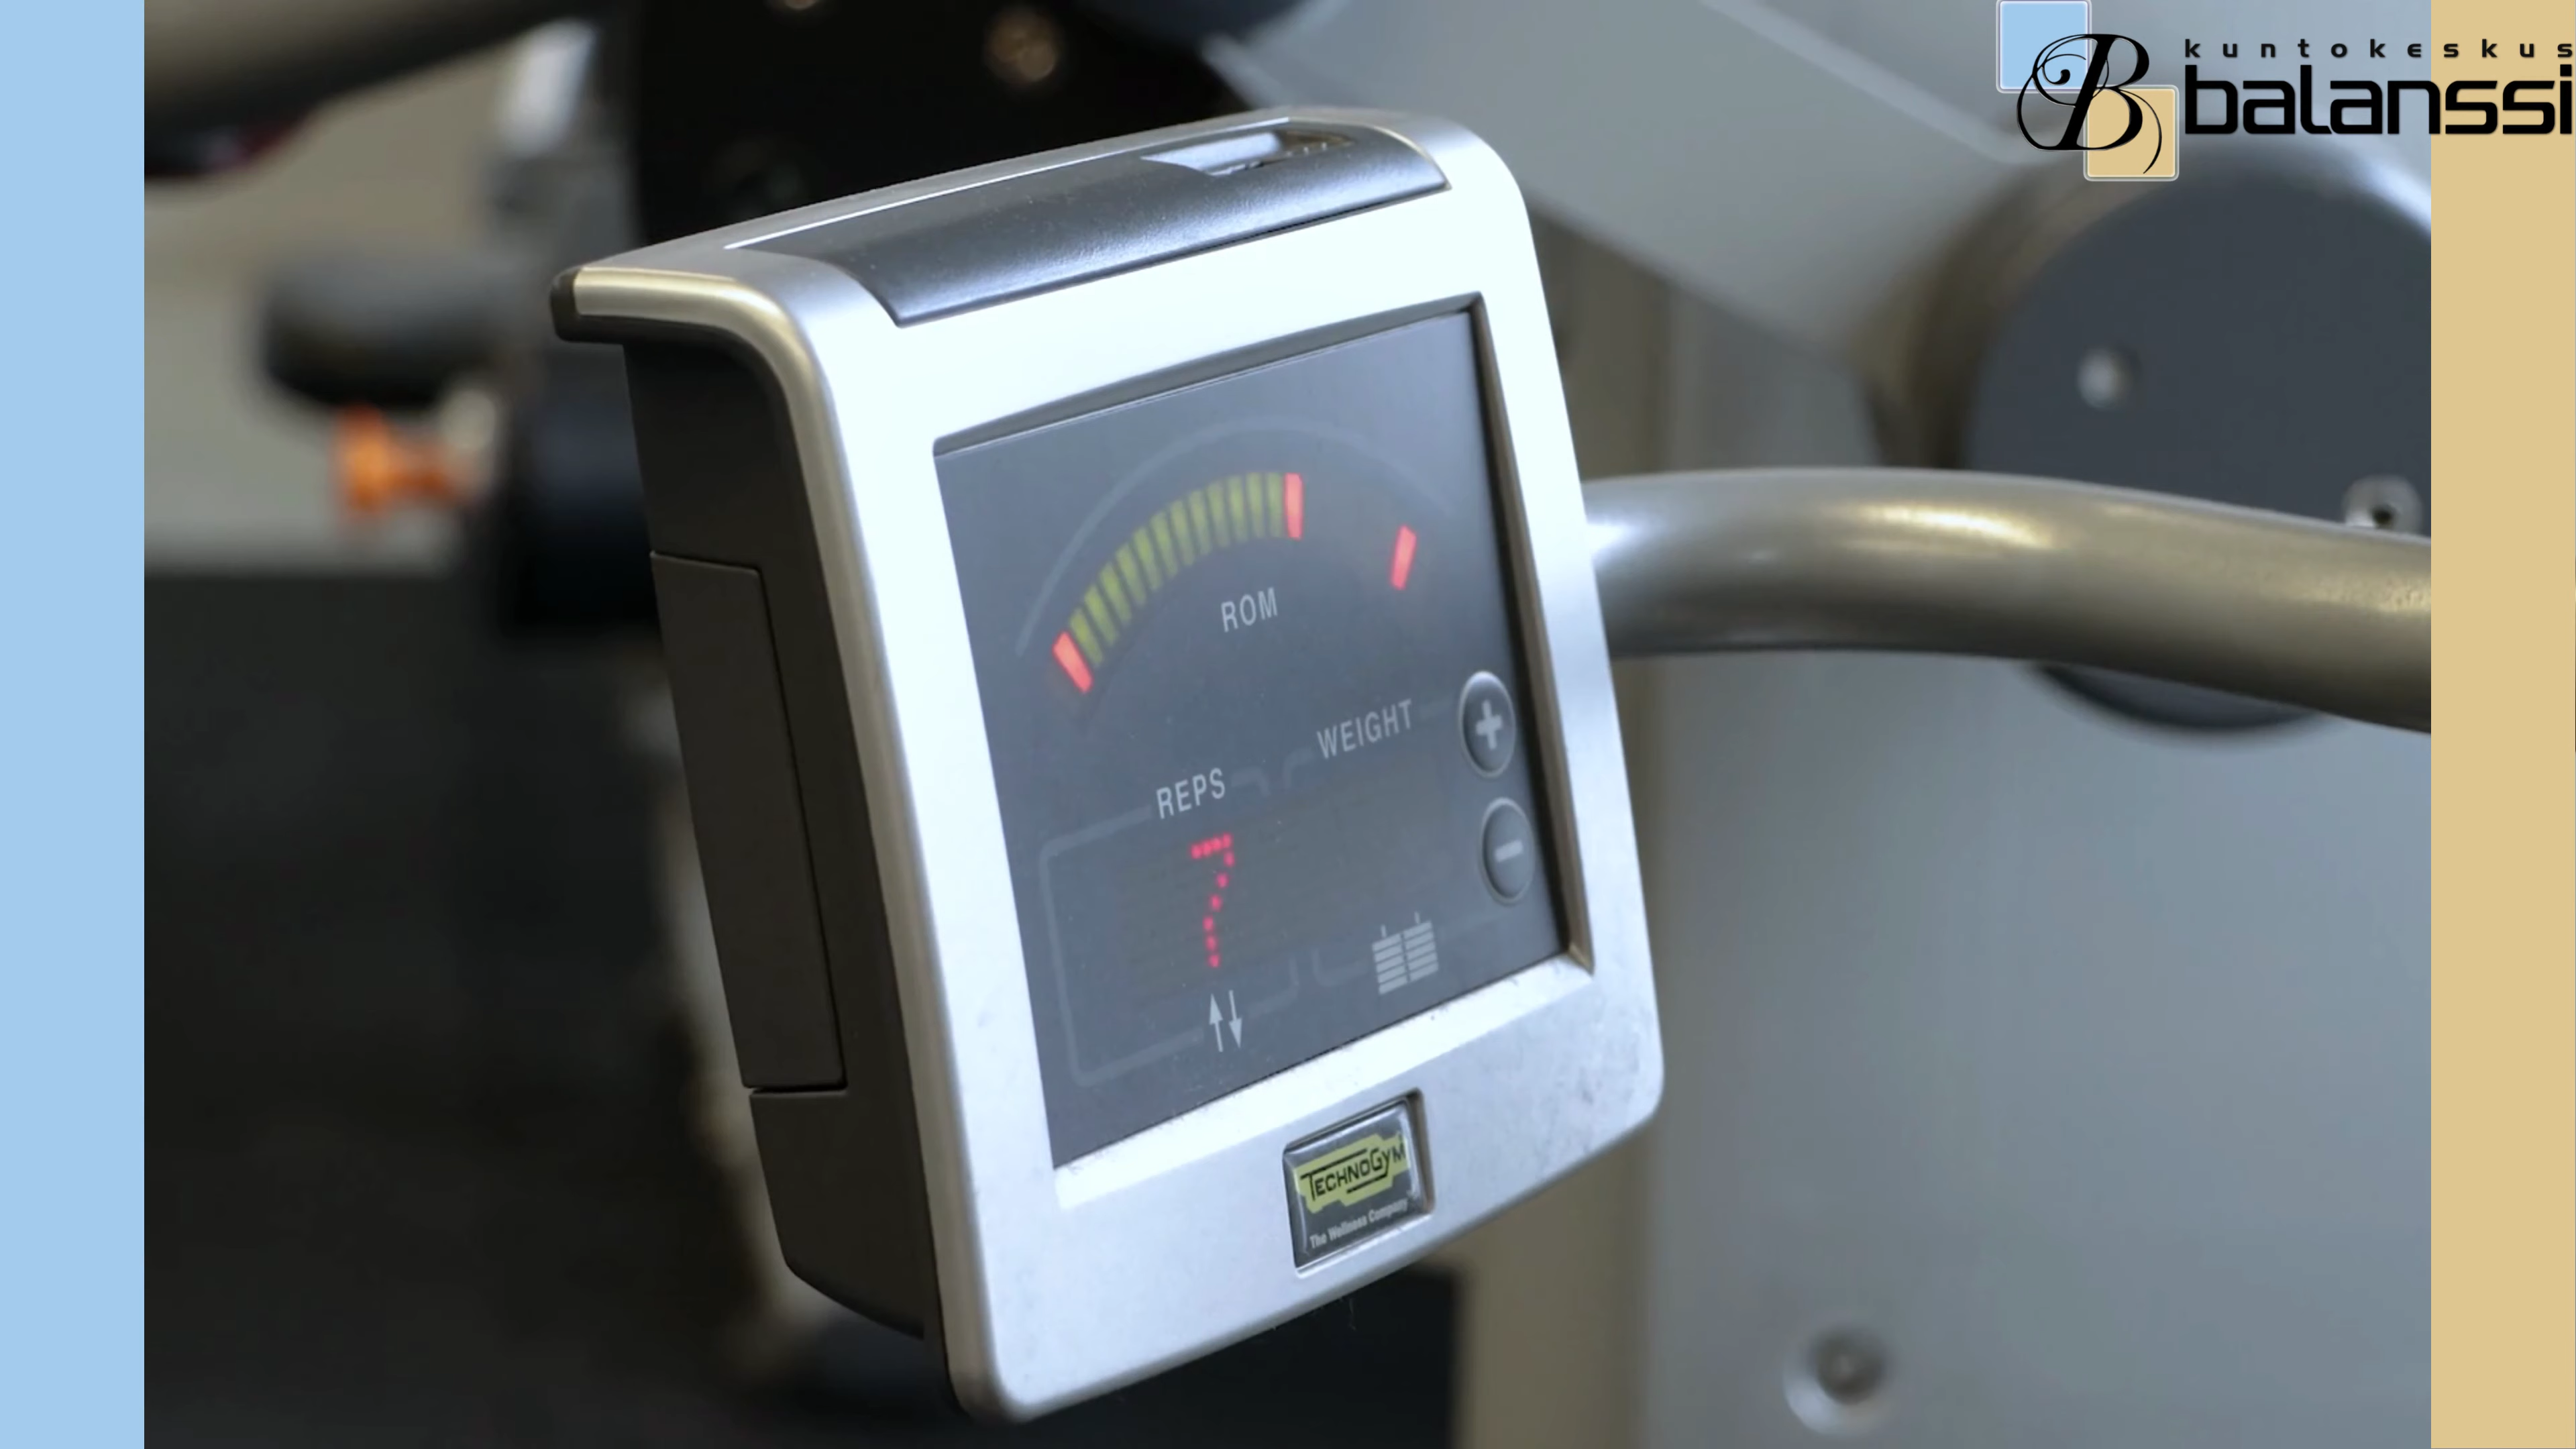 kuntokeskus
balanssi
B
ROM
WEIGHT
+
REPS
7
-
TECHNOGYM
The Wellness Company